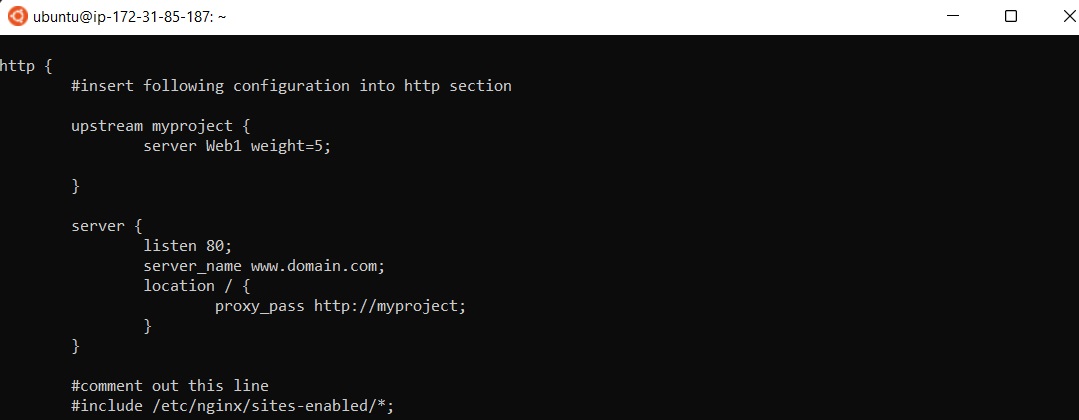 ubuntu@ip-172-31-85-187: ~
http {
#insert following configuration into http section
upstream myproject {
server Web1 weight=5;
}
server {
listen 80;
server_name www.domain.com;
location / {
proxy_pass http://myproject;
}
}
#comment out this line
#include /etc/nginx/sites-enabled/*;